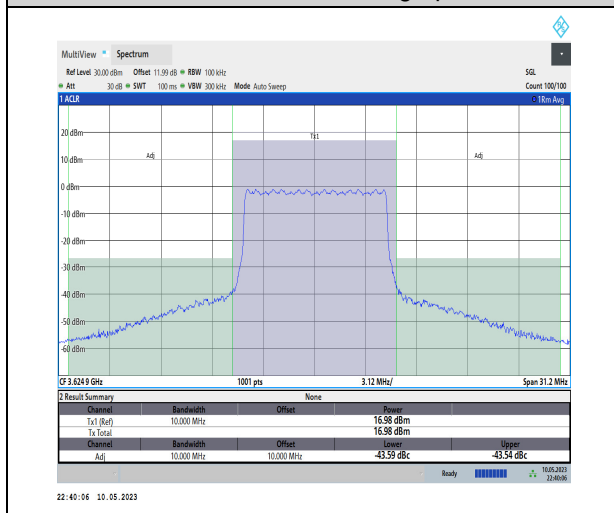 MultiView Spectrum
Ref Level 30.00 dBm Offset 11.99 dB RBW 100 kHz SGL
Att 30 dB SWT 100 ms VBW 300 kHz Mode Auto Sweep Count 100/100
1 ACLR 1Rm Avg
20 dBm
Tx1
10 dBm Adj Adj
0 dBm
-10 dBm
-20 dBm
-30 dBm
-40 dBm
-50 dBm
-60 dBm
CF 3.624 9 GHz 1001 pts 3.12 MHz/ Span 31.2 MHz
2 Result Summary None
Channel Bandwidth Offset Power
Tx1 (Ref) 10.000 MHz 16.98 dBm
Tx Total 16.98 dBm
Channel Bandwidth Offset Lower Upper
Adj 10.000 MHz 10.000 MHz -43.59 dBc -43.54 dBc
Ready 10.05.2023
22:40:06
22:40:06 10.05.2023